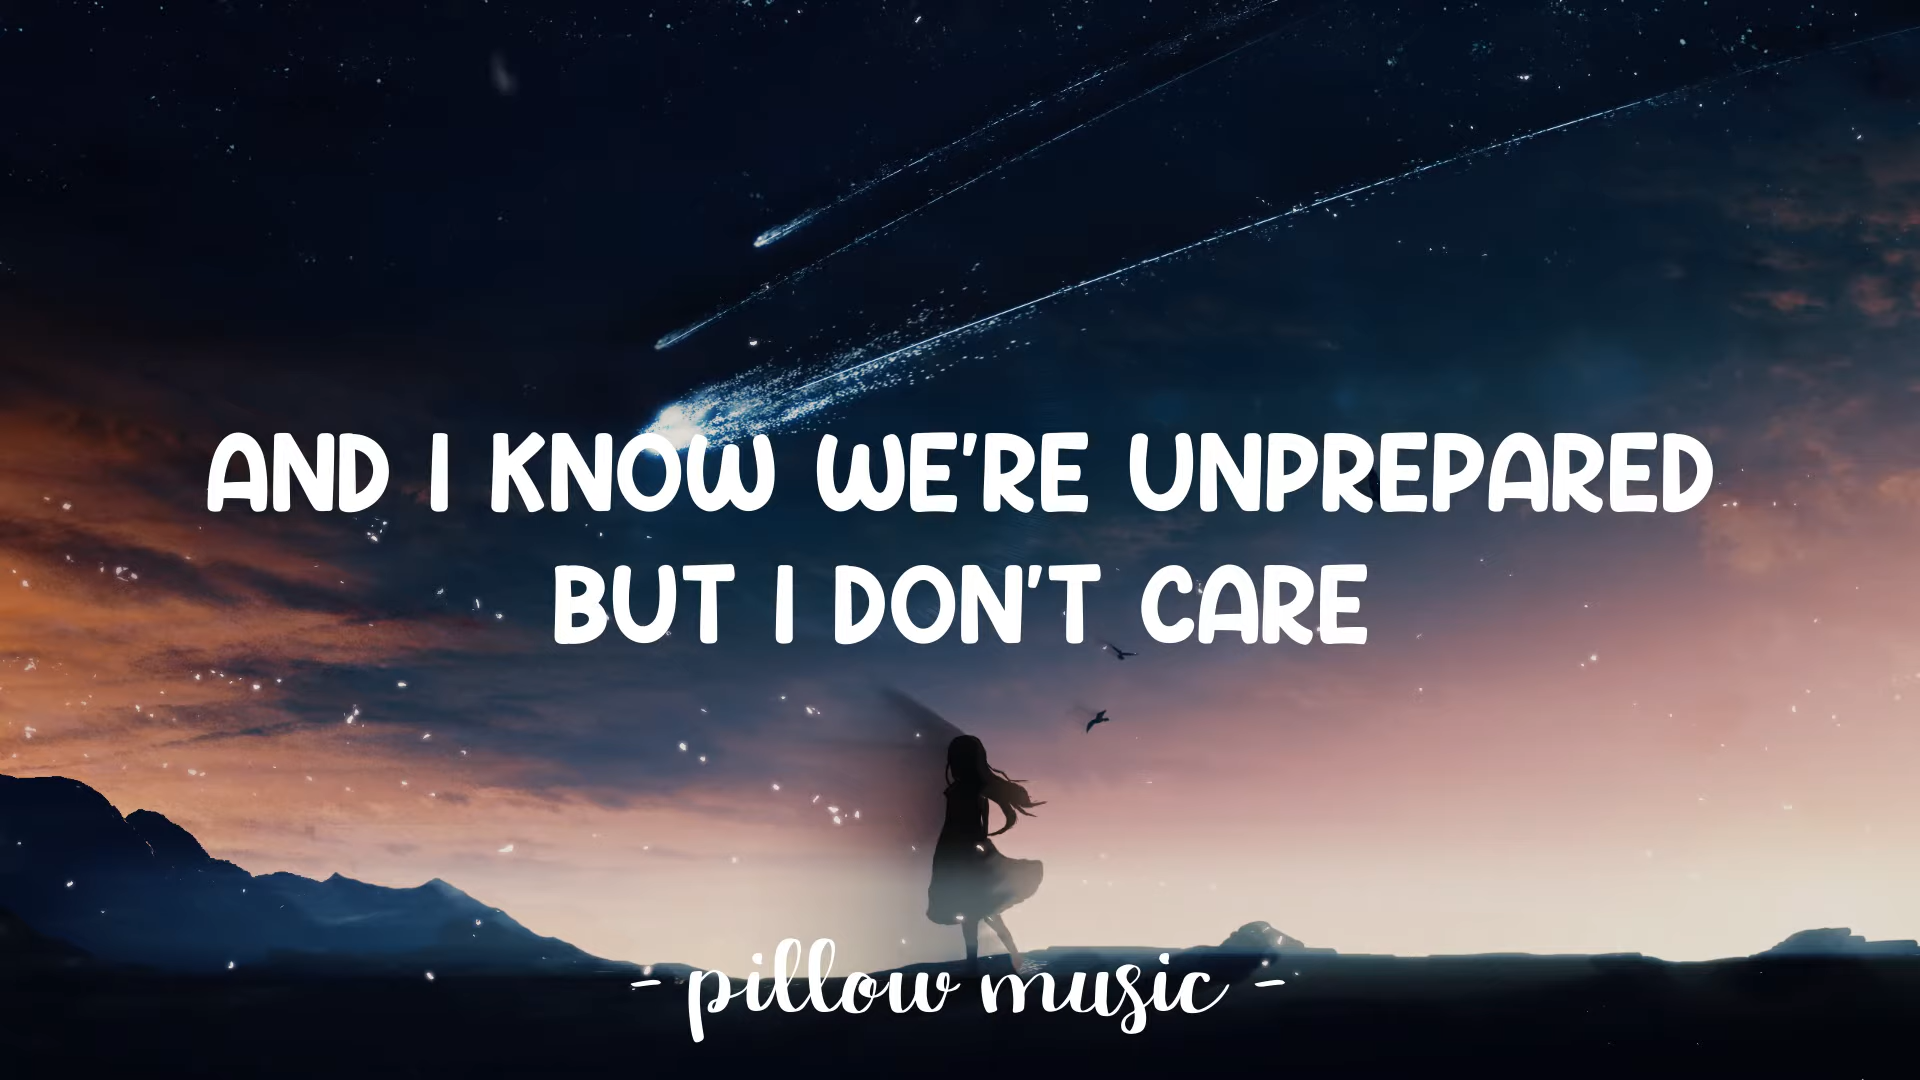 AND I KNOW WE'RE UNPREPARED
BUT I DON'T CARE
- pillow music -